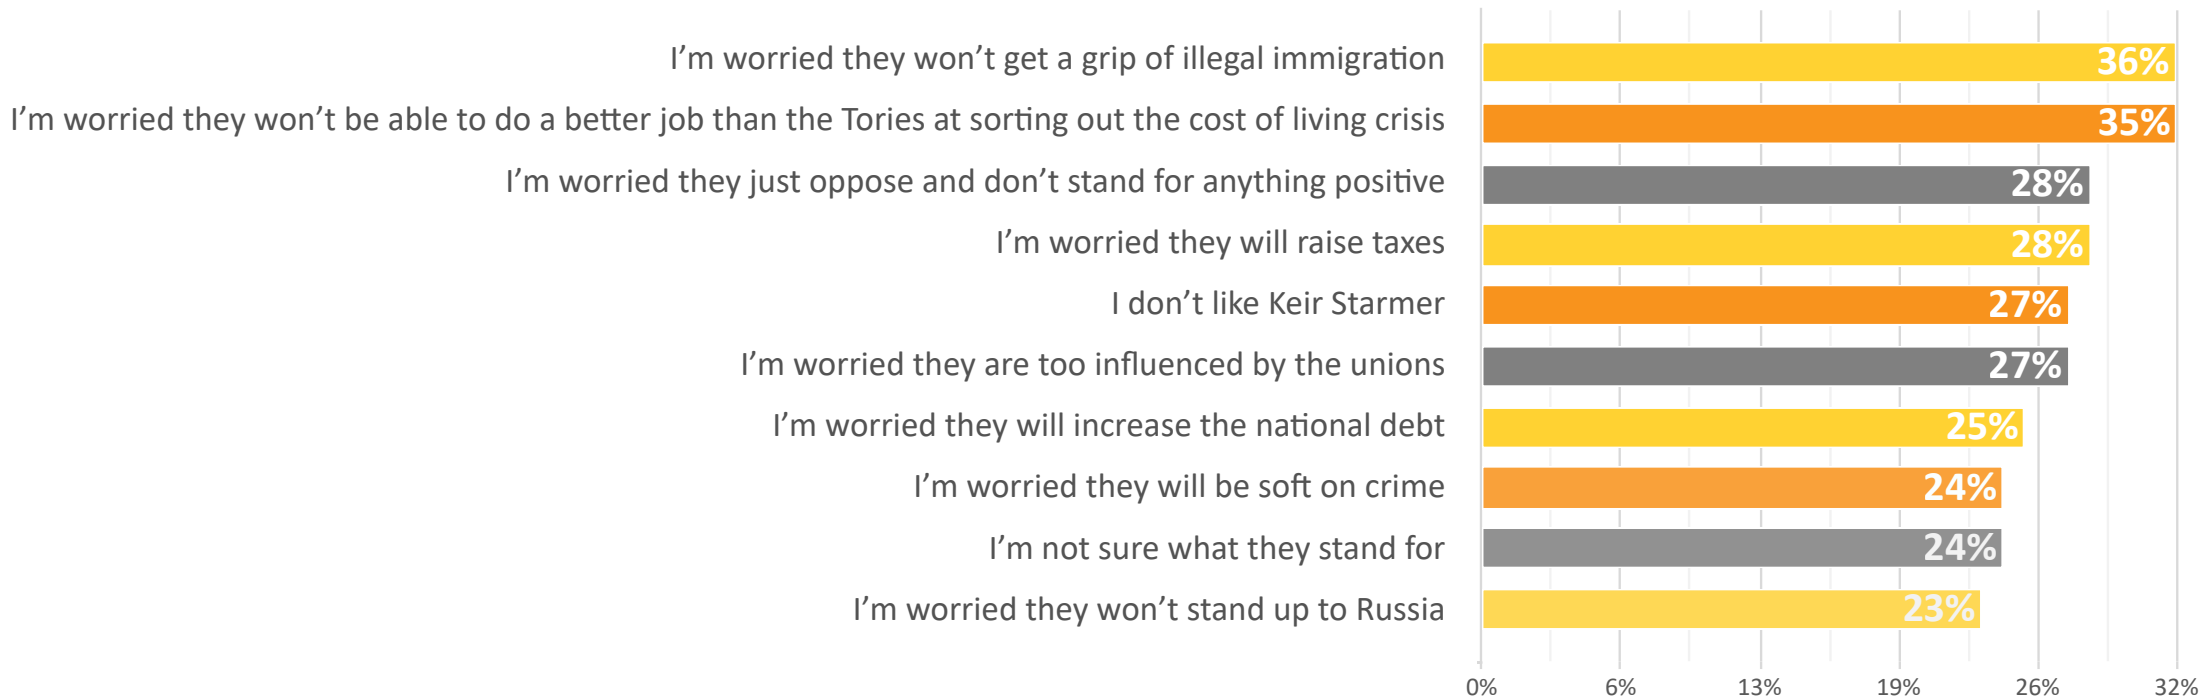 I’m worried they won’t get a grip of illegal immigration 36%
I’m worried they won’t be able to do a better job than the Tories at sorting out the cost of living crisis 35%
I’m worried they just oppose and don’t stand for anything positive 28%
I’m worried they will raise taxes 28%
I don’t like Keir Starmer 27%
I’m worried they are too influenced by the unions 27%
I’m worried they will increase the national debt 25%
I’m worried they will be soft on crime 24%
I’m not sure what they stand for 24%
I’m worried they won’t stand up to Russia 23%
0% 6% 13% 19% 26% 32%